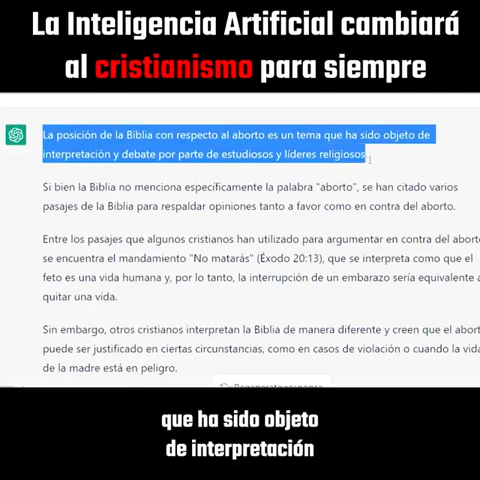 La Inteligencia Artificial cambiará
al cristianismo para siempre
La posición de la Biblia con respecto al aborto es un tema que ha sido objeto de
interpretación y debate por parte de estudiosos y líderes religiosos
Si bien la Biblia no menciona específicamente la palabra "aborto", se han citado varios
pasajes de la Biblia para respaldar opiniones tanto a favor como en contra del aborto.
Entre los pasajes que algunos cristianos han utilizado para argumentar en contra del abort
se encuentra el mandamiento "No matarás" (Éxodo 20:13), que se interpreta como que el
feto es una vida humana y, por lo tanto, la interrupción de un embarazo sería equivalente a
quitar una vida.
Sin embargo, otros cristianos interpretan la Biblia de manera diferente y creen que el abort
puede ser justificado en ciertas circunstancias, como en casos de violación o cuando la vida
de la madre está en peligro.
Regenerate response
que ha sido objeto
de interpretación